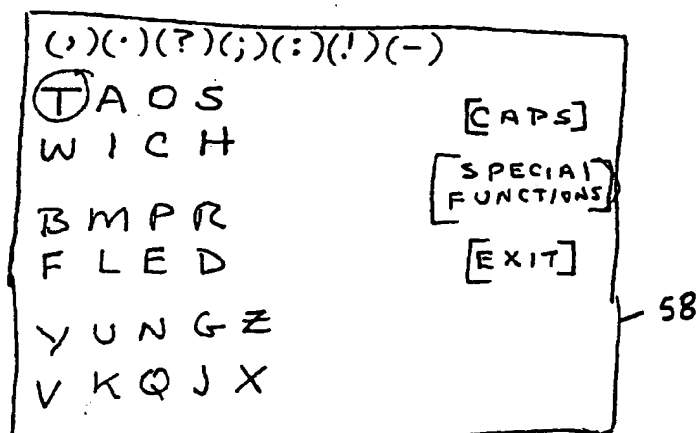 (,)(.)(?)(;)(:)(!)(-)
T A O S
W I C H
[CAPS]
[SPECIAL
FUNCTIONS]
B M P R
F L E D
[EXIT]
Y U N G Z
V K Q J X
58